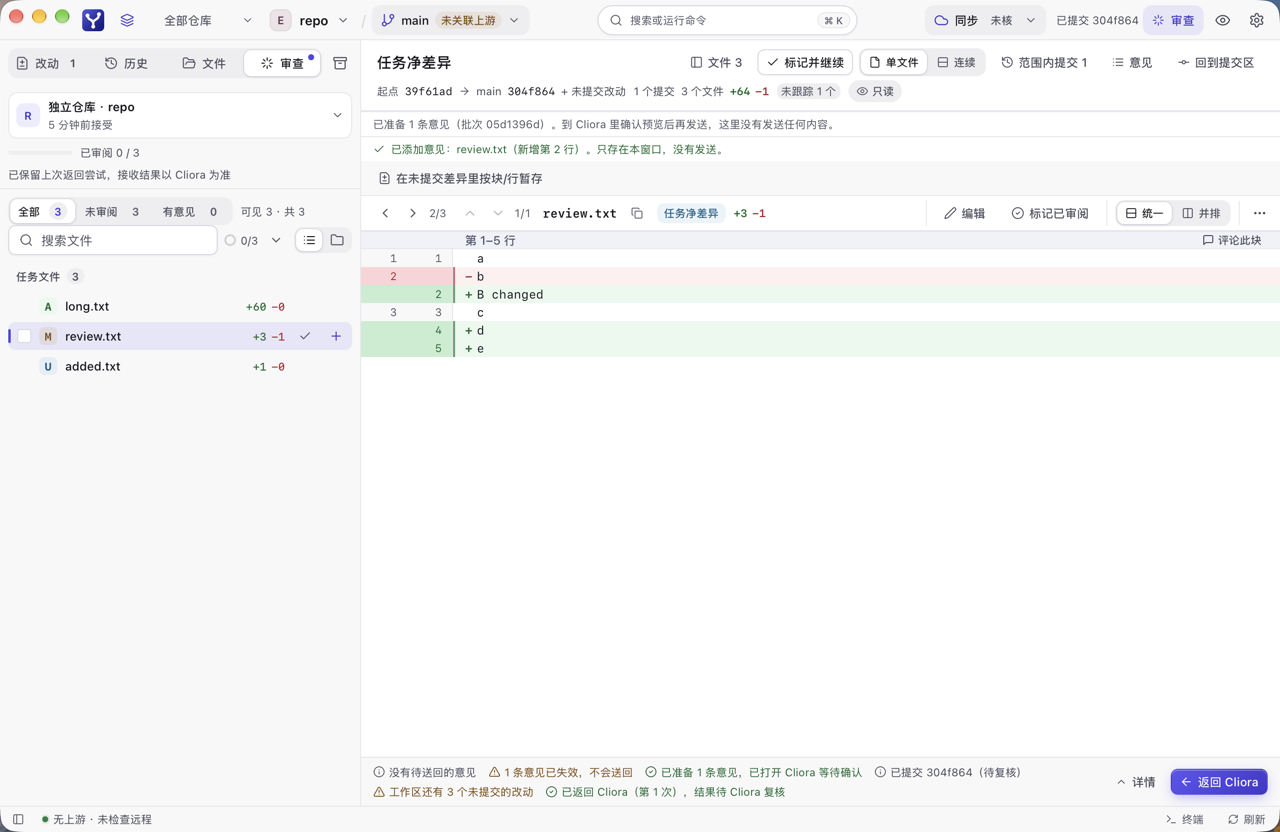 全部仓库 E repo / main 未关联上游 搜索或运行命令 ⌘ K 同步 未核 已提交 304f864 审查
改动 1 历史 文件 审查
R 独立仓库 · repo
5 分钟前接受
已审阅 0 / 3
已保留上次返回尝试，接收结果以 Cliora 为准
全部 3 未审阅 3 有意见 0 可见 3 · 共 3
搜索文件 0/3
任务文件 3
A long.txt +60 −0
M review.txt +3 −1
U added.txt +1 −0
任务净差异 文件 3 标记并继续 单文件 连续 范围内提交 1 意见 回到提交区
起点 39f61ad → main 304f864 + 未提交改动 1 个提交 3 个文件 +64 −1 未跟踪 1 个 只读
已准备 1 条意见（批次 05d1396d）。到 Cliora 里确认预览后再发送，这里没有发送任何内容。
已添加意见：review.txt（新增第 2 行）。只存在本窗口，没有发送。
在未提交差异里按块/行暂存
2/3 1/1 review.txt 任务净差异 +3 −1 编辑 标记已审阅 统一 并排
第 1–5 行 评论此块
1 1 a
2 − b
2 + B changed
3 3 c
4 + d
5 + e
没有待送回的意见 1 条意见已失效，不会送回 已准备 1 条意见，已打开 Cliora 等待确认 已提交 304f864（待复核）
工作区还有 3 个未提交的改动 已返回 Cliora（第 1 次），结果待 Cliora 复核
详情 返回 Cliora
无上游 · 未检查远程 终端 刷新